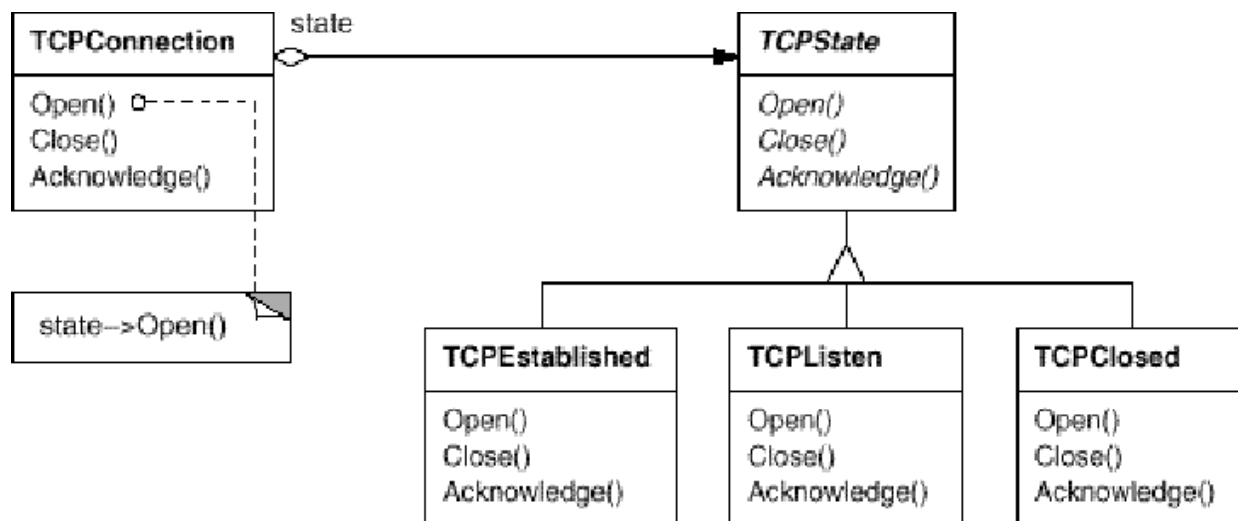 TCPConnection
Open()
Close()
Acknowledge()
state
TCPState
Open()
Close()
Acknowledge()
state-->Open()
TCPEstablished
Open()
Close()
Acknowledge()
TCPListen
Open()
Close()
Acknowledge()
TCPClosed
Open()
Close()
Acknowledge()